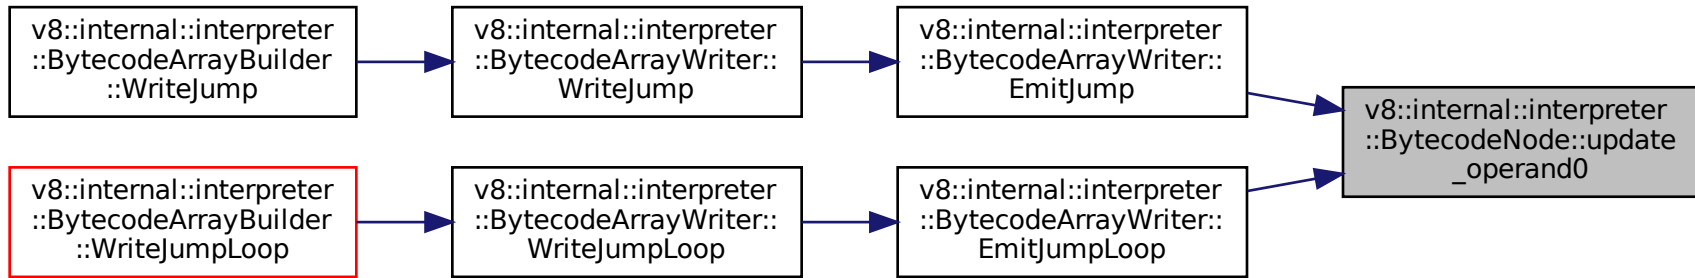 v8::internal::interpreter
::BytecodeArrayBuilder
::WriteJump
v8::internal::interpreter
::BytecodeArrayWriter::
WriteJump
v8::internal::interpreter
::BytecodeArrayWriter::
EmitJump
v8::internal::interpreter
::BytecodeNode::update
_operand0
v8::internal::interpreter
::BytecodeArrayBuilder
::WriteJumpLoop
v8::internal::interpreter
::BytecodeArrayWriter::
WriteJumpLoop
v8::internal::interpreter
::BytecodeArrayWriter::
EmitJumpLoop